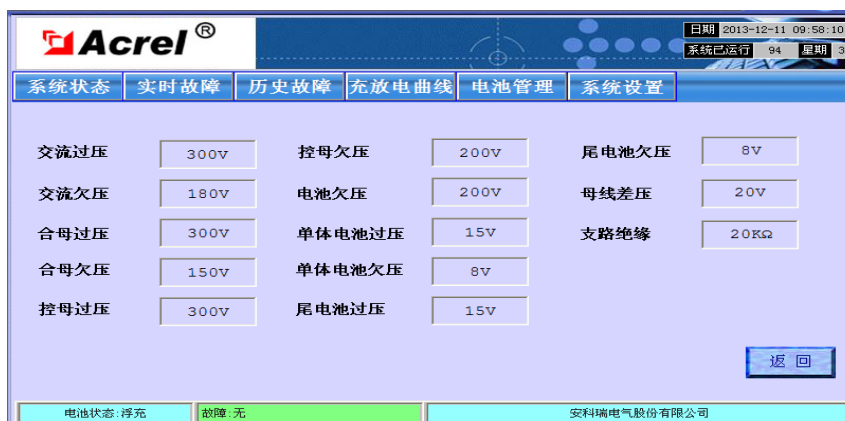 Acrel®
日期 2013-12-11 09:58:10
系统已运行 94 星期 3
系统状态 实时故障 历史故障 充放电曲线 电池管理 系统设置
交流过压 300V 控母欠压 200V 尾电池欠压 8V
交流欠压 180V 电池欠压 200V 母线差压 20V
合母过压 300V 单体电池过压 15V 支路绝缘 20KΩ
合母欠压 150V 单体电池欠压 8V
控母过压 300V 尾电池过压 15V
返 回
电池状态:浮充 故障:无 安科瑞电气股份有限公司